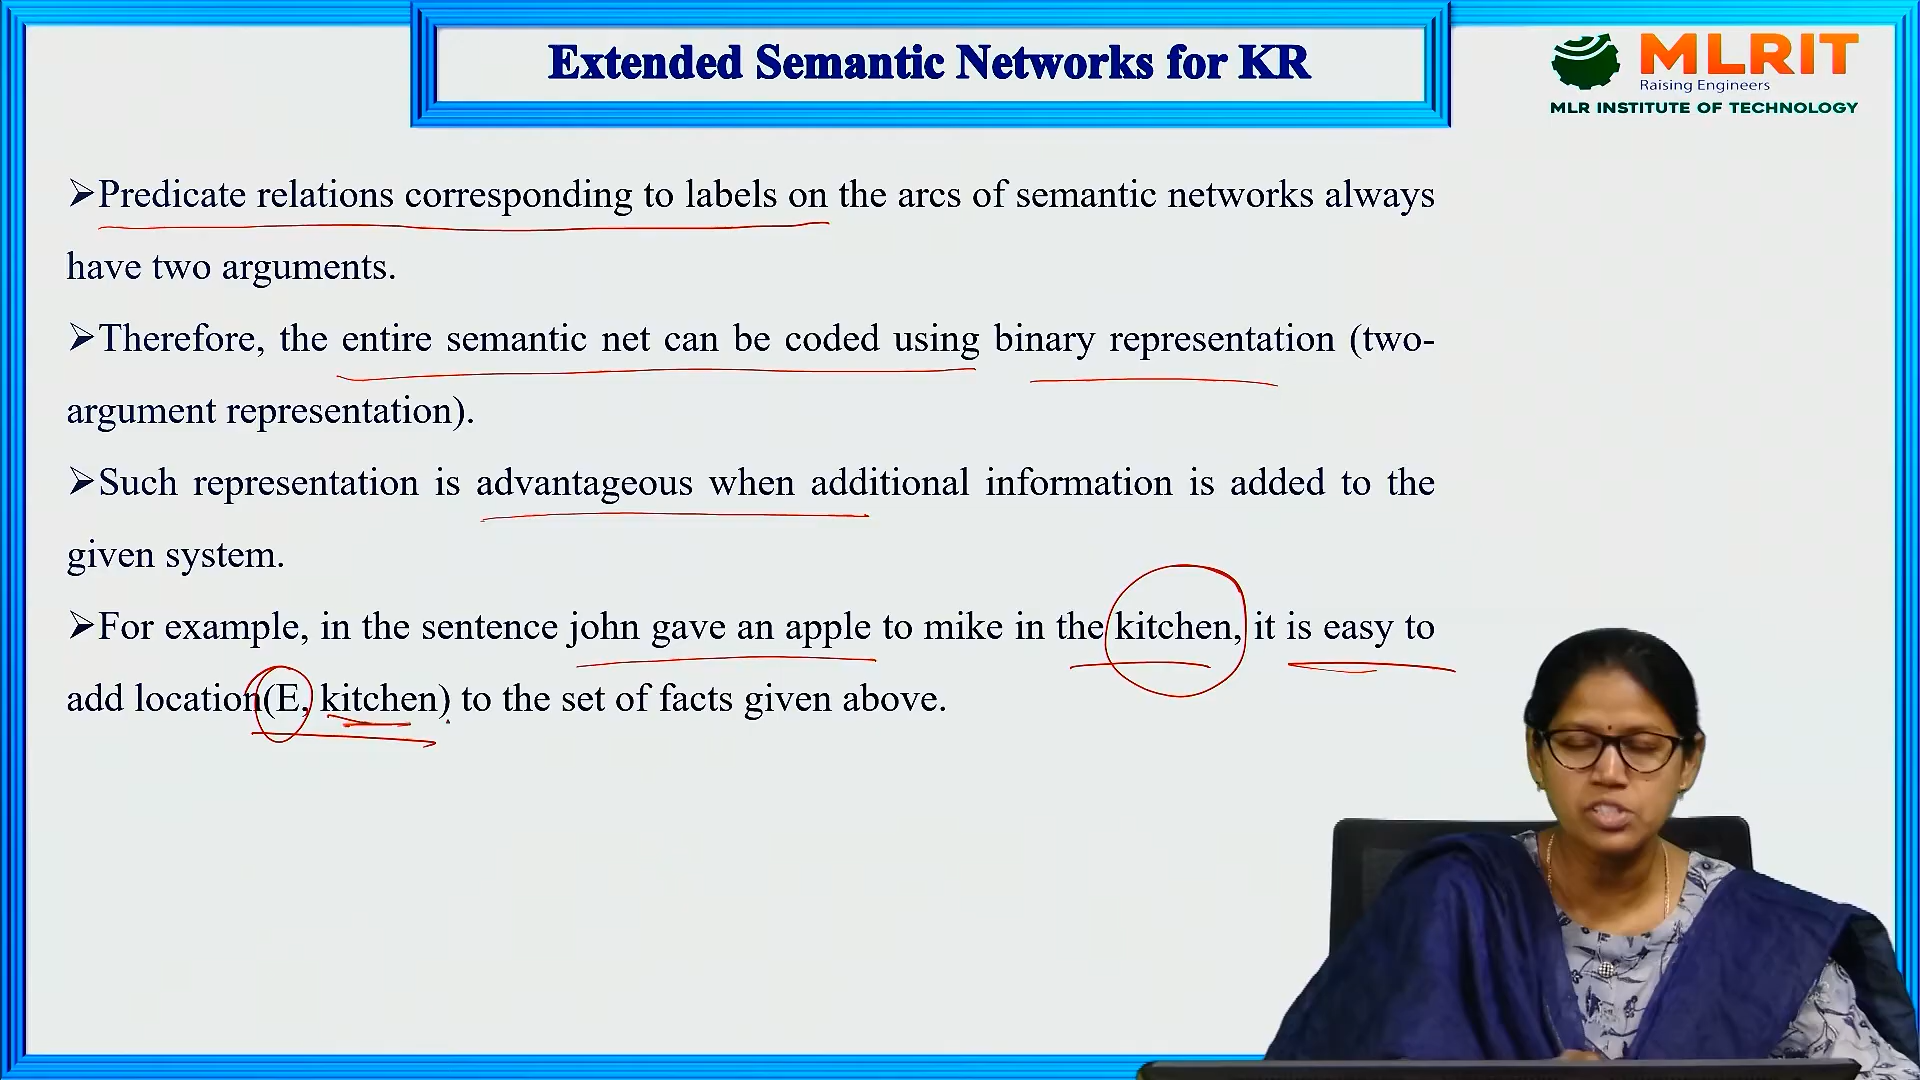 Extended Semantic Networks for KR
MLRIT
Raising Engineers
MLR INSTITUTE OF TECHNOLOGY
➢Predicate relations corresponding to labels on the arcs of semantic networks always
have two arguments.
➢Therefore, the entire semantic net can be coded using binary representation (two-
argument representation).
➢Such representation is advantageous when additional information is added to the
given system.
➢For example, in the sentence john gave an apple to mike in the kitchen, it is easy to
add location(E, kitchen) to the set of facts given above.